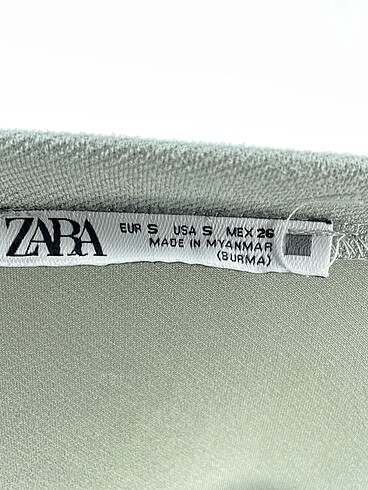 ZARA
EUR S USA S MEX 26
MADE IN MYANMAR
(BURMA)